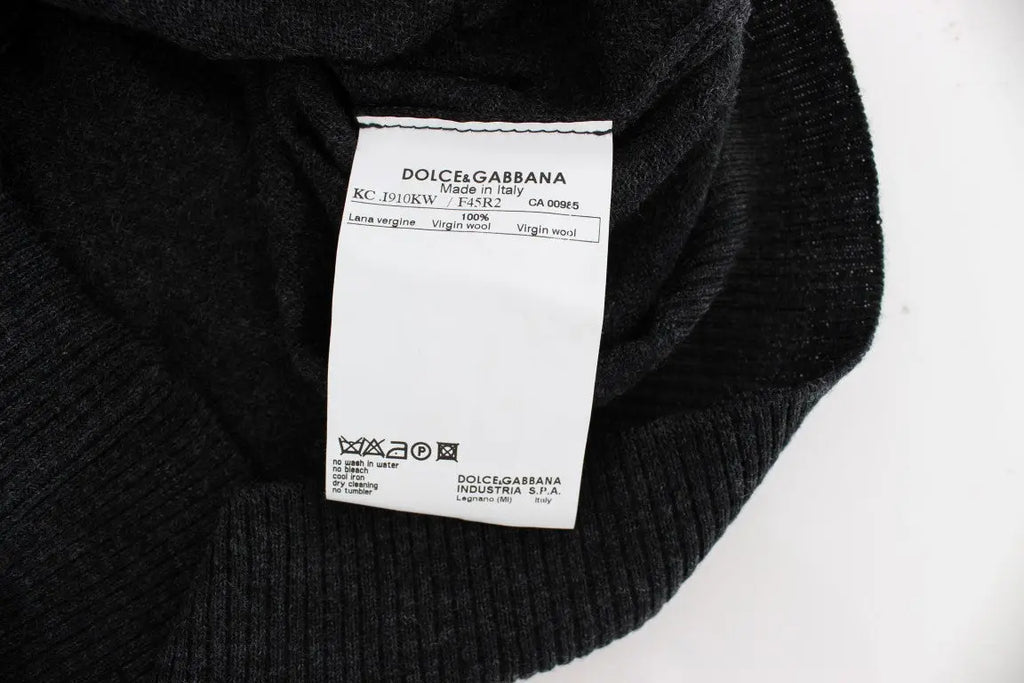 DOLCE&GABBANA
Made in Italy
KC .I910KW / F45R2 CA 00985
100%
Lana vergine Virgin wool Virgin wool
P
no wash in water
no bleach
cool iron
dry cleaning
no tumbler
DOLCE&GABBANA
INDUSTRIA S.P.A.
Legnano (MI) Italy